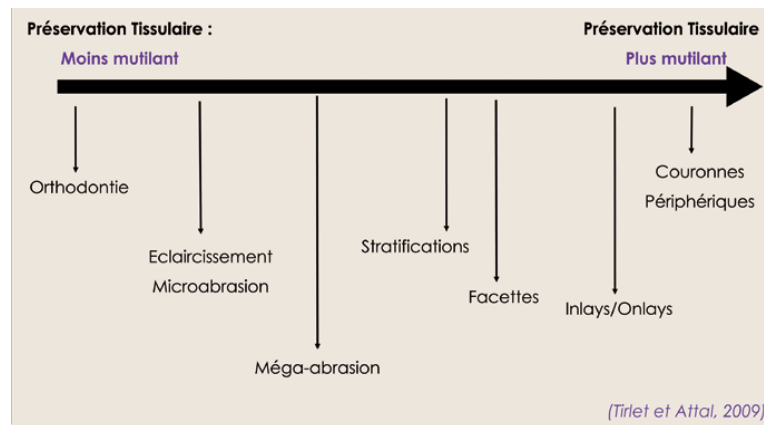 Préservation Tissulaire :
Moins mutilant
Préservation Tissulaire
Plus mutilant
Orthodontie
Eclaircissement
Microabrasion
Méga-abrasion
Stratifications
Facettes
Inlays/Onlays
Couronnes
Périphériques
(Tirlet et Attal, 2009)